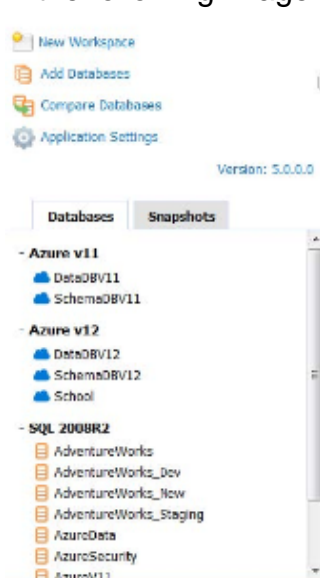 New Workspace
Add Databases
Compare Databases
Application Settings
Version: 5.0.0.0
Databases Snapshots
- Azure v11
DataDBV11
SchemaDBV11
- Azure v12
DataDBV12
SchemaDBV12
School
- SQL 2008R2
AdventureWorks
AdventureWorks_Dev
AdventureWorks_New
AdventureWorks_Staging
AzureData
AzureSecurity
AzureV11